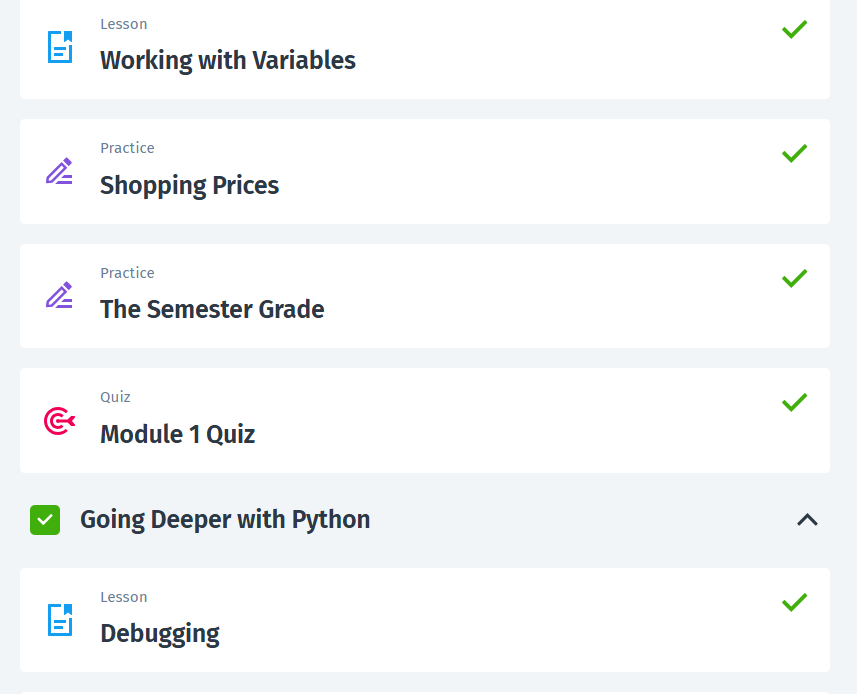 Lesson
Working with Variables
Practice
Shopping Prices
Practice
The Semester Grade
Quiz
Module 1 Quiz
Going Deeper with Python
Lesson
Debugging